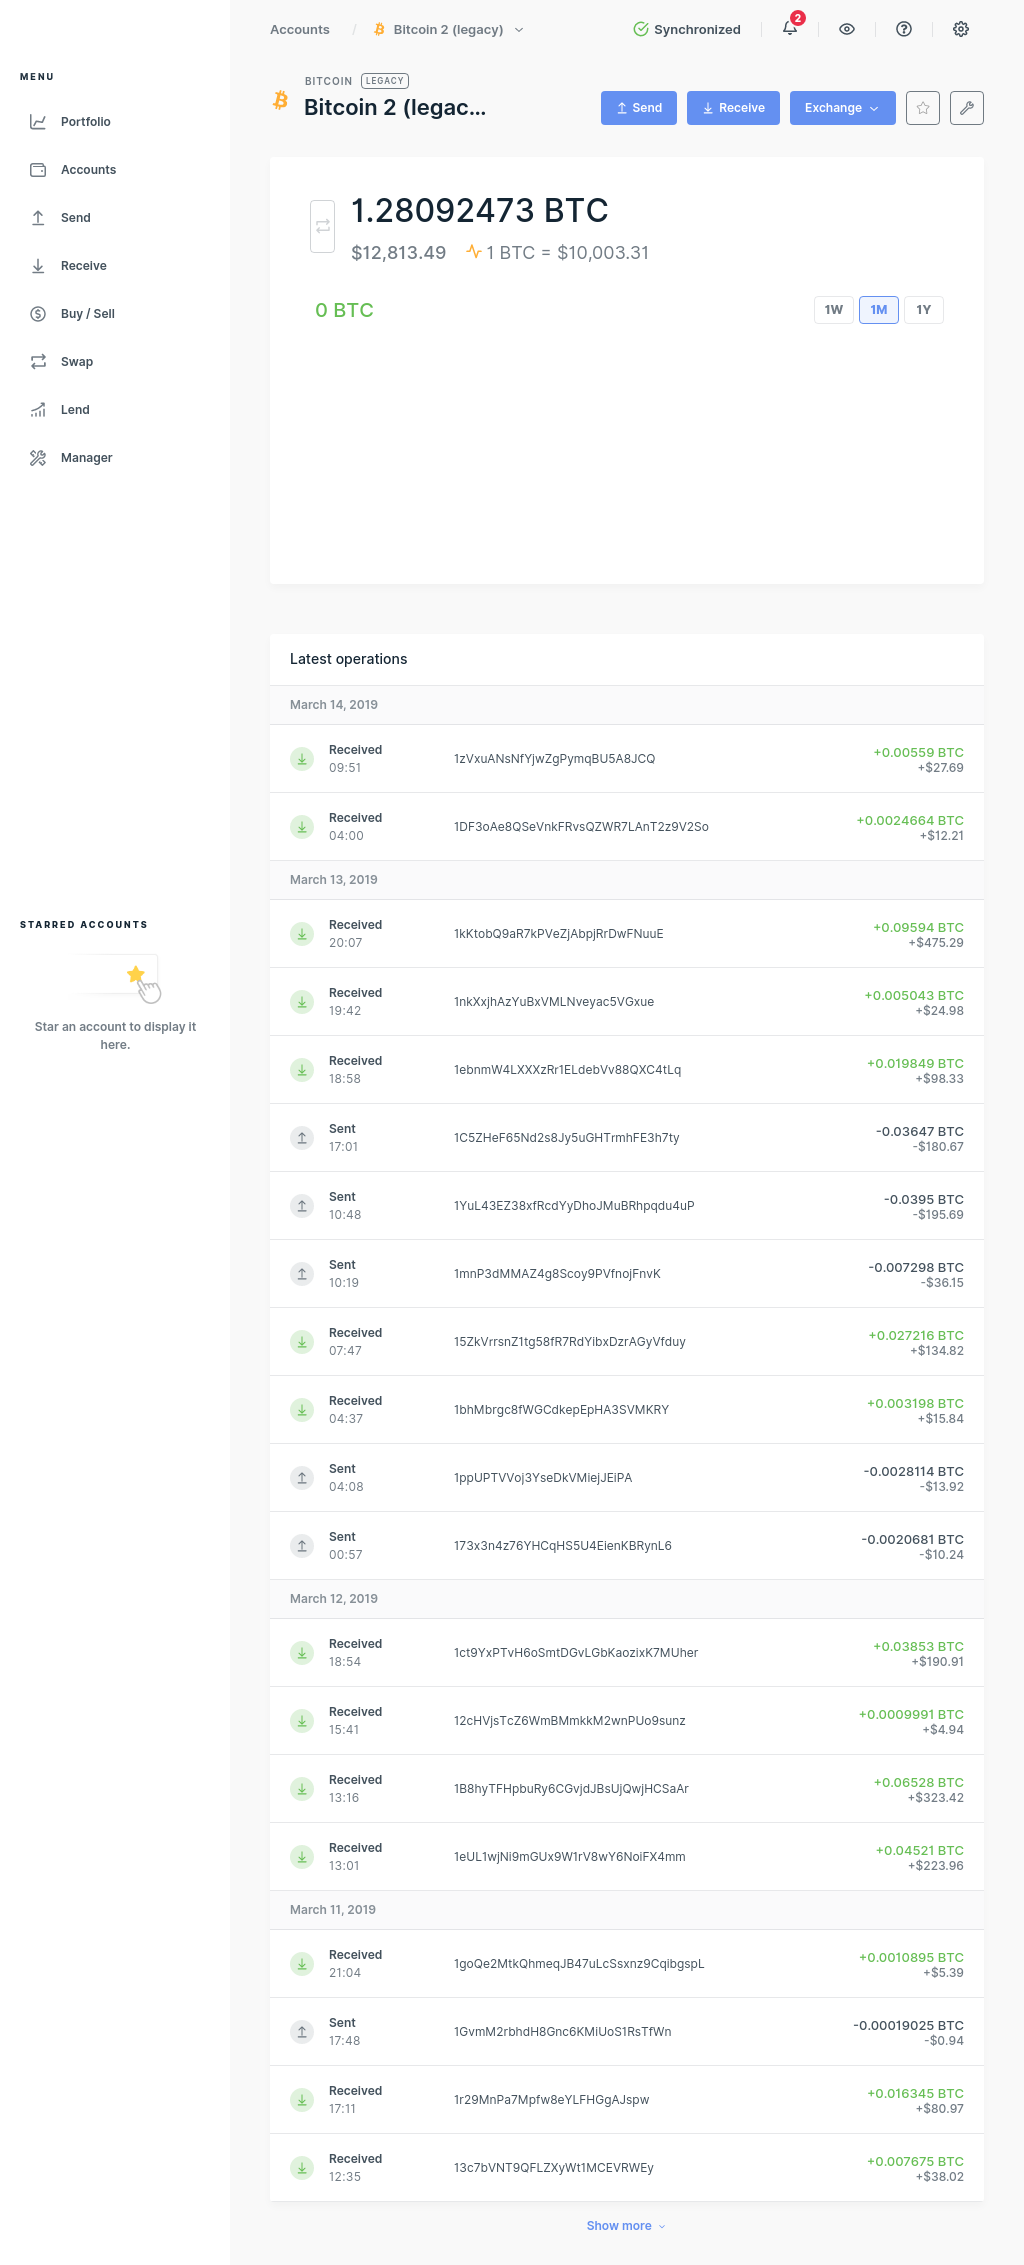 Accounts / Bitcoin 2 (legacy) Synchronized 2
MENU
Portfolio
Accounts
Send
Receive
Buy / Sell
Swap
Lend
Manager
STARRED ACCOUNTS
Star an account to display it
here.
BITCOIN LEGACY
Bitcoin 2 (legac...
Send Receive Exchange
1.28092473 BTC
$12,813.49 1 BTC = $10,003.31
0 BTC 1W 1M 1Y
Latest operations
March 14, 2019
Received
09:51
1zVxuANsNfYjwZgPymqBU5A8JCQ
+0.00559 BTC
+$27.69
Received
04:00
1DF3oAe8QSeVnkFRvsQZWR7LAnT2z9V2So
+0.0024664 BTC
+$12.21
March 13, 2019
Received
20:07
1kKtobQ9aR7kPVeZjAbpjRrDwFNuuE
+0.09594 BTC
+$475.29
Received
19:42
1nkXxjhAzYuBxVMLNveyac5VGxue
+0.005043 BTC
+$24.98
Received
18:58
1ebnmW4LXXXzRr1ELdebVv88QXC4tLq
+0.019849 BTC
+$98.33
Sent
17:01
1C5ZHeF65Nd2s8Jy5uGHTrmhFE3h7ty
-0.03647 BTC
-$180.67
Sent
10:48
1YuL43EZ38xfRcdYyDhoJMuBRhpqdu4uP
-0.0395 BTC
-$195.69
Sent
10:19
1mnP3dMMAZ4g8Scoy9PVfnojFnvK
-0.007298 BTC
-$36.15
Received
07:47
15ZkVrrsnZ1tg58fR7RdYibxDzrAGyVfduy
+0.027216 BTC
+$134.82
Received
04:37
1bhMbrgc8fWGCdkepEpHA3SVMKRY
+0.003198 BTC
+$15.84
Sent
04:08
1ppUPTVVoj3YseDkVMiejJEiPA
-0.0028114 BTC
-$13.92
Sent
00:57
173x3n4z76YHCqHS5U4EienKBRynL6
-0.0020681 BTC
-$10.24
March 12, 2019
Received
18:54
1ct9YxPTvH6oSmtDGvLGbKaozixK7MUher
+0.03853 BTC
+$190.91
Received
15:41
12cHVjsTcZ6WmBMmkkM2wnPUo9sunz
+0.0009991 BTC
+$4.94
Received
13:16
1B8hyTFHpbuRy6CGvjdJBsUjQwjHCSaAr
+0.06528 BTC
+$323.42
Received
13:01
1eUL1wjNi9mGUx9W1rV8wY6NoiFX4mm
+0.04521 BTC
+$223.96
March 11, 2019
Received
21:04
1goQe2MtkQhmeqJB47uLcSsxnz9CqibgspL
+0.0010895 BTC
+$5.39
Sent
17:48
1GvmM2rbhdH8Gnc6KMiUoS1RsTfWn
-0.00019025 BTC
-$0.94
Received
17:11
1r29MnPa7Mpfw8eYLFHGgAJspw
+0.016345 BTC
+$80.97
Received
12:35
13c7bVNT9QFLZXyWt1MCEVRWEy
+0.007675 BTC
+$38.02
Show more